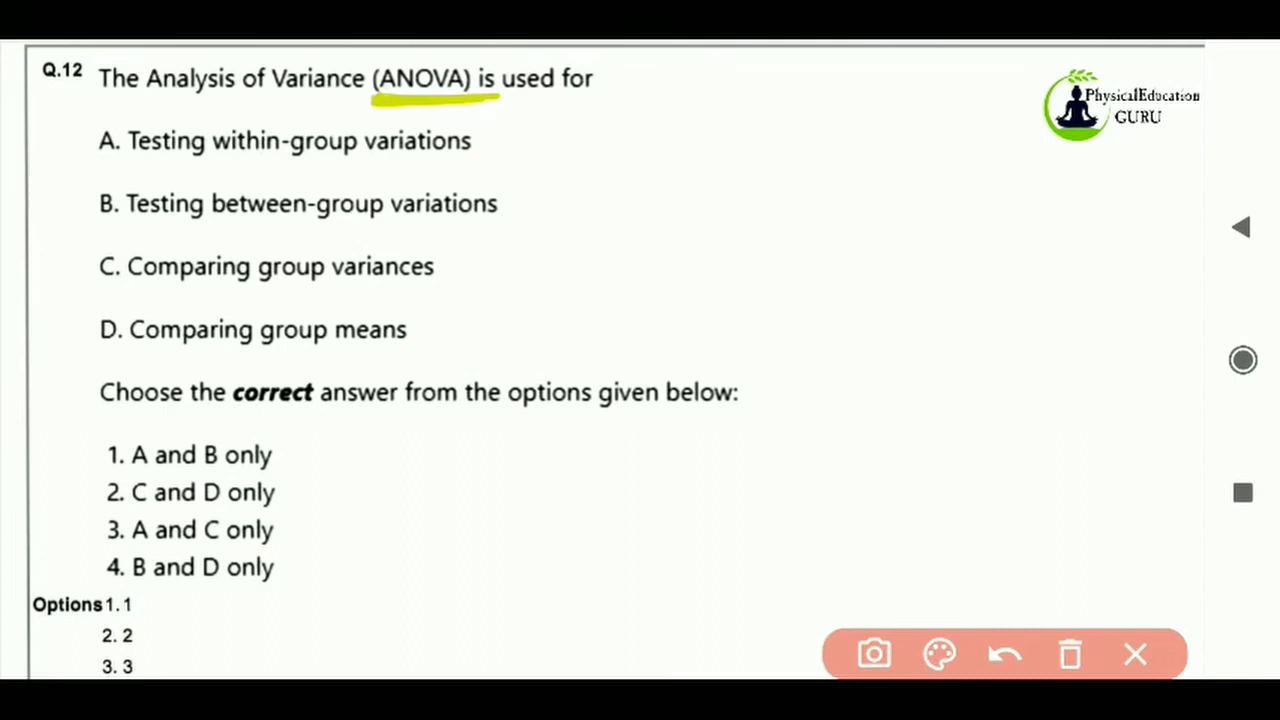 Q.12 The Analysis of Variance (ANOVA) is used for
PhysicalEducation
GURU
A. Testing within-group variations
B. Testing between-group variations
C. Comparing group variances
D. Comparing group means
Choose the correct answer from the options given below:
1. A and B only
2. C and D only
3. A and C only
4. B and D only
Options 1. 1
2. 2
3. 3